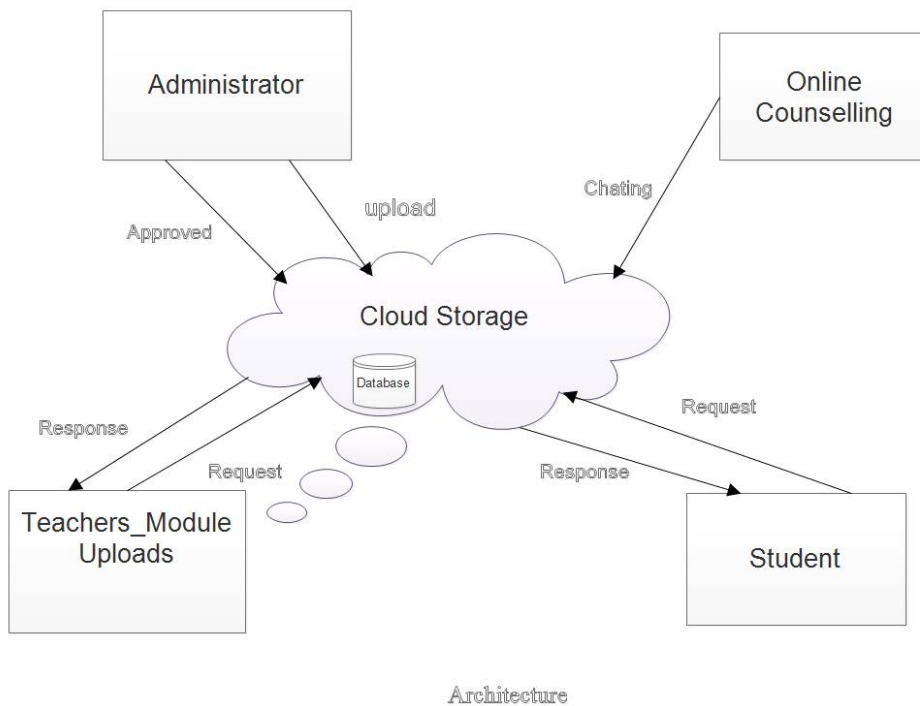 Administrator
Online
Counselling
Chating
upload
Approved
Cloud Storage
Database
Response
Request
Request
Response
Teachers_Module
Uploads
Student
Architecture